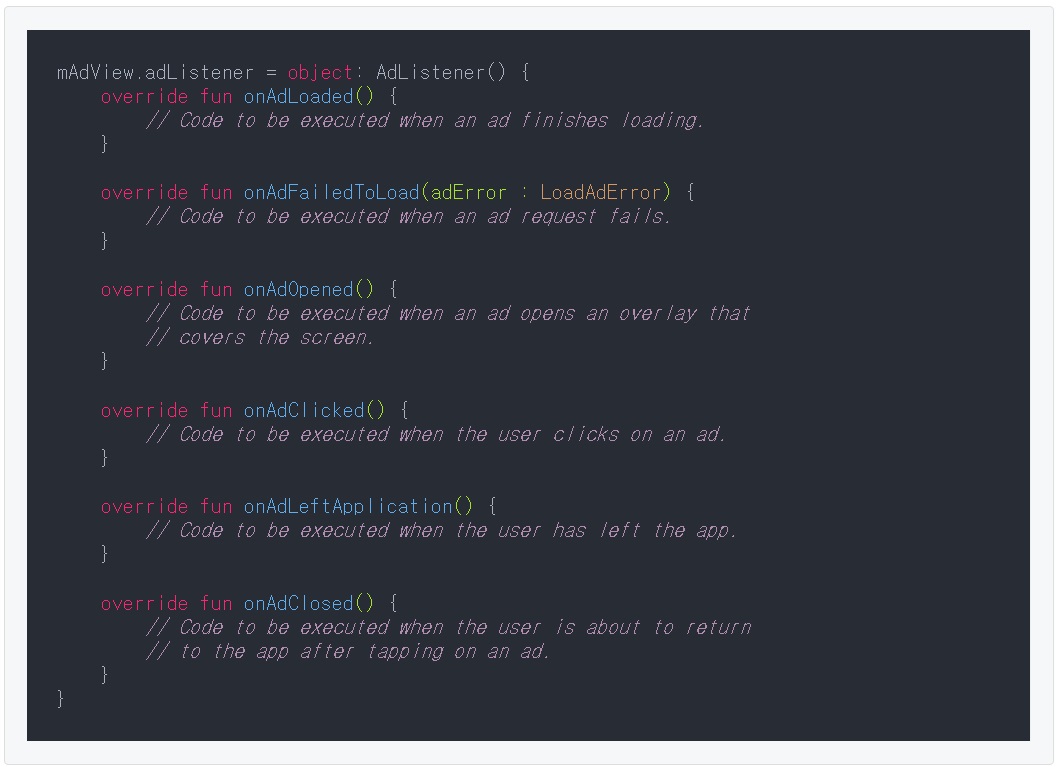 mAdView.adListener = object: AdListener() {
    override fun onAdLoaded() {
        // Code to be executed when an ad finishes loading.
    }

    override fun onAdFailedToLoad(adError : LoadAdError) {
        // Code to be executed when an ad request fails.
    }

    override fun onAdOpened() {
        // Code to be executed when an ad opens an overlay that
        // covers the screen.
    }

    override fun onAdClicked() {
        // Code to be executed when the user clicks on an ad.
    }

    override fun onAdLeftApplication() {
        // Code to be executed when the user has left the app.
    }

    override fun onAdClosed() {
        // Code to be executed when the user is about to return
        // to the app after tapping on an ad.
    }
}